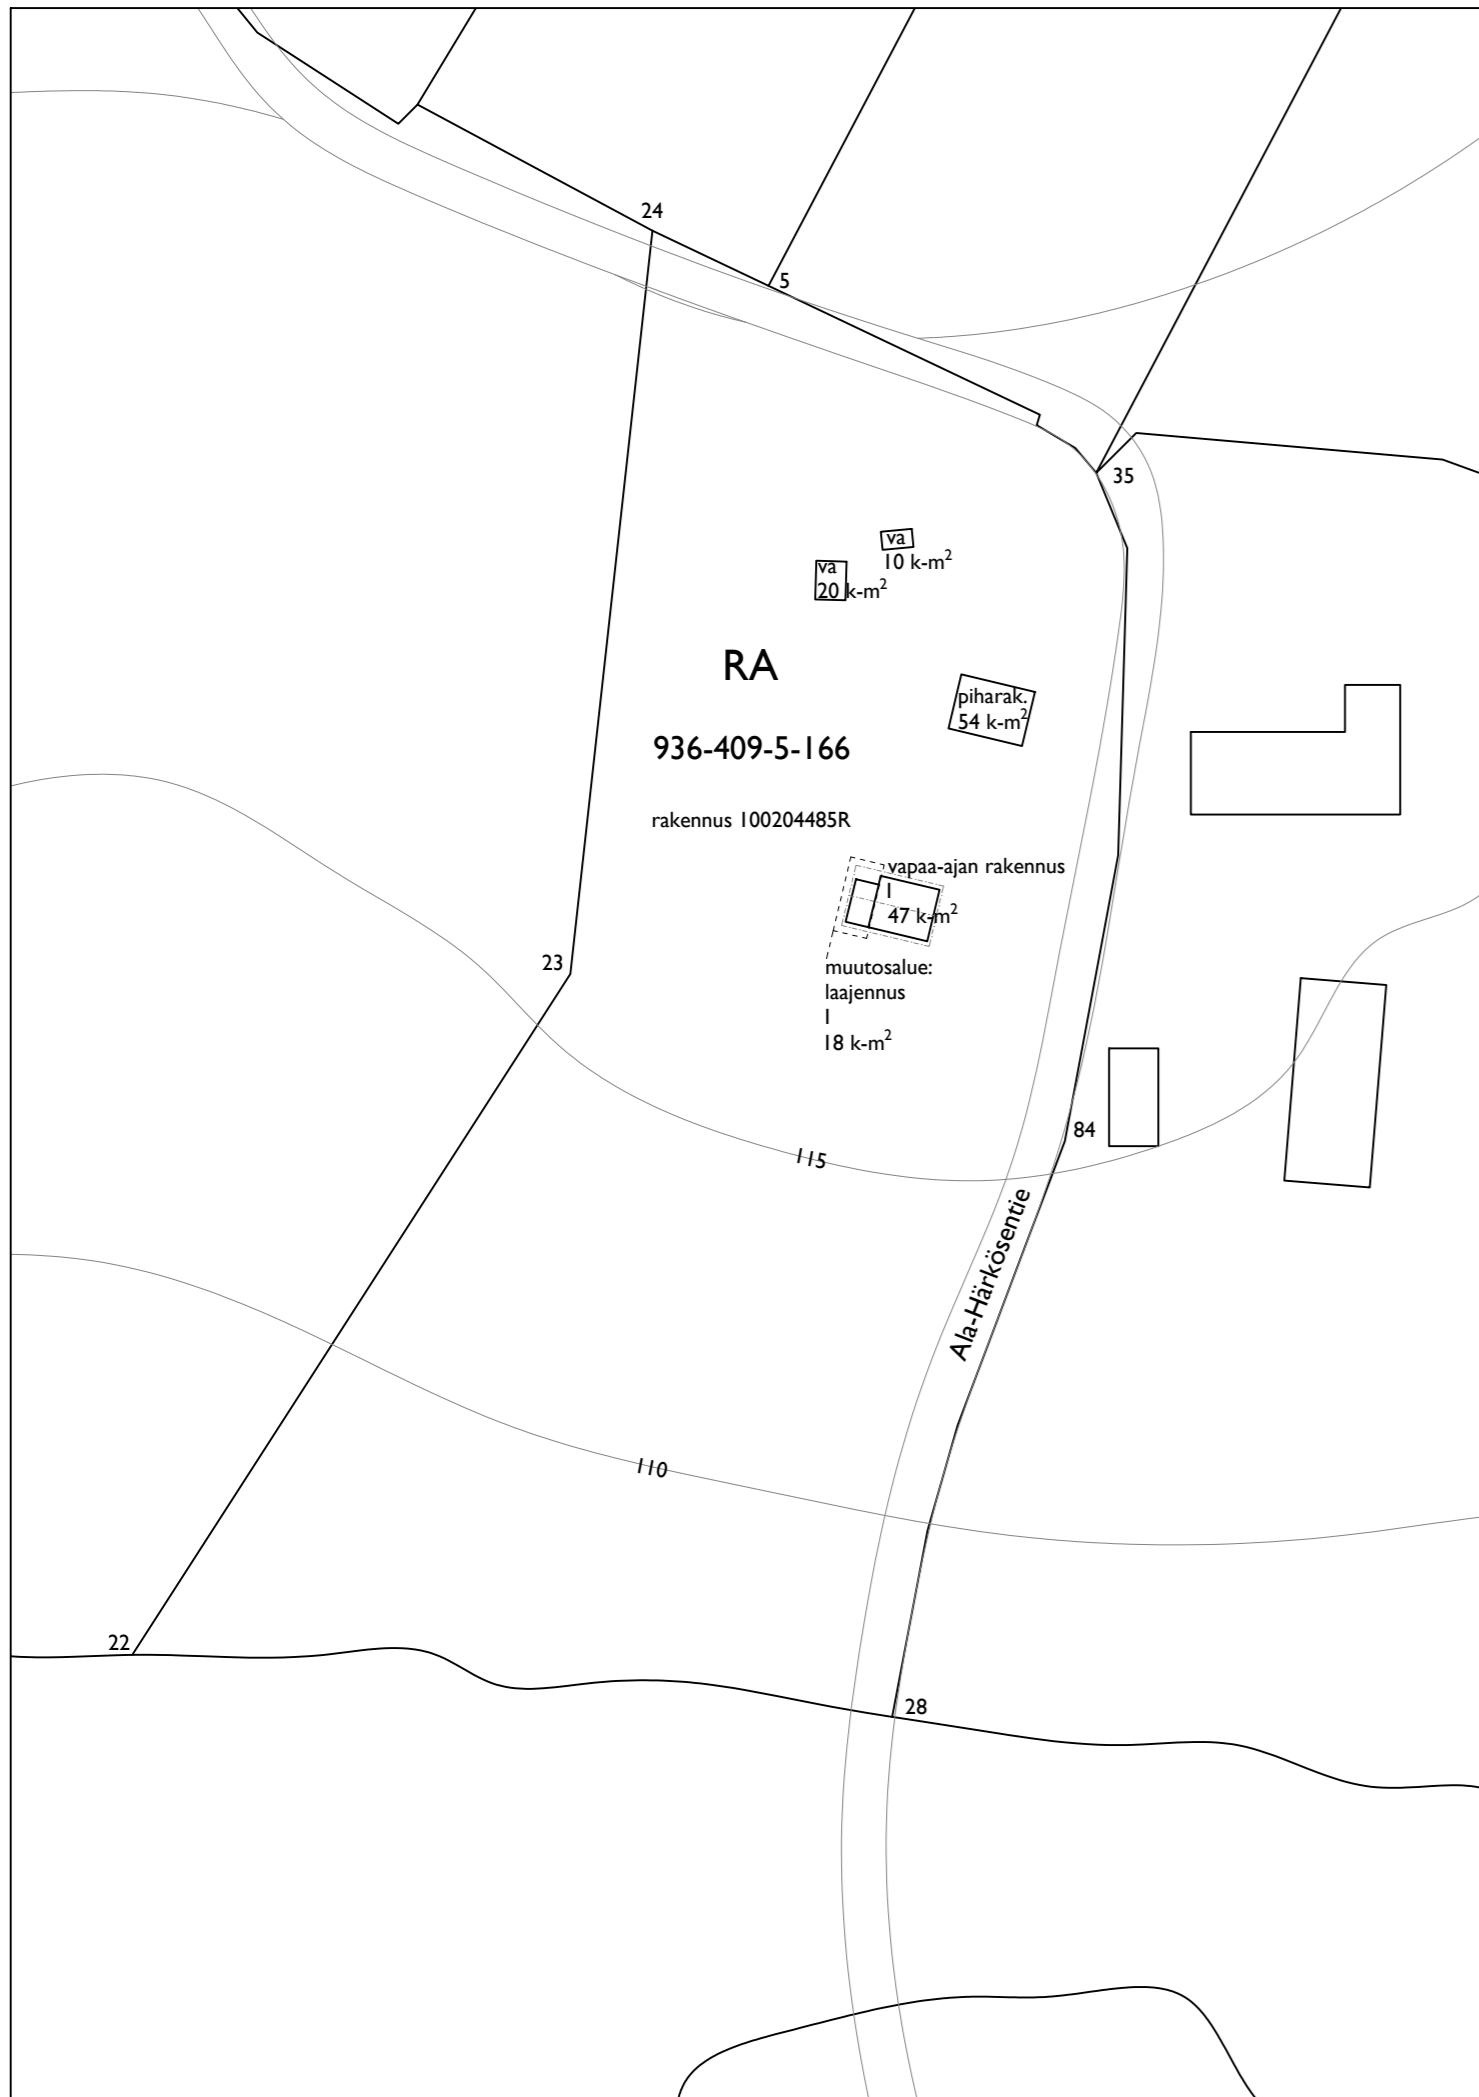 24
5
35
va
10 k-m²
va
20 k-m²
RA
piharak.
54 k-m²
936-409-5-166
rakennus 100204485R
vapaa-ajan rakennus
I
47 k-m²
23
muutosalue:
laajennus
I
18 k-m²
84
115
Ala-Härkösentie
110
22
28